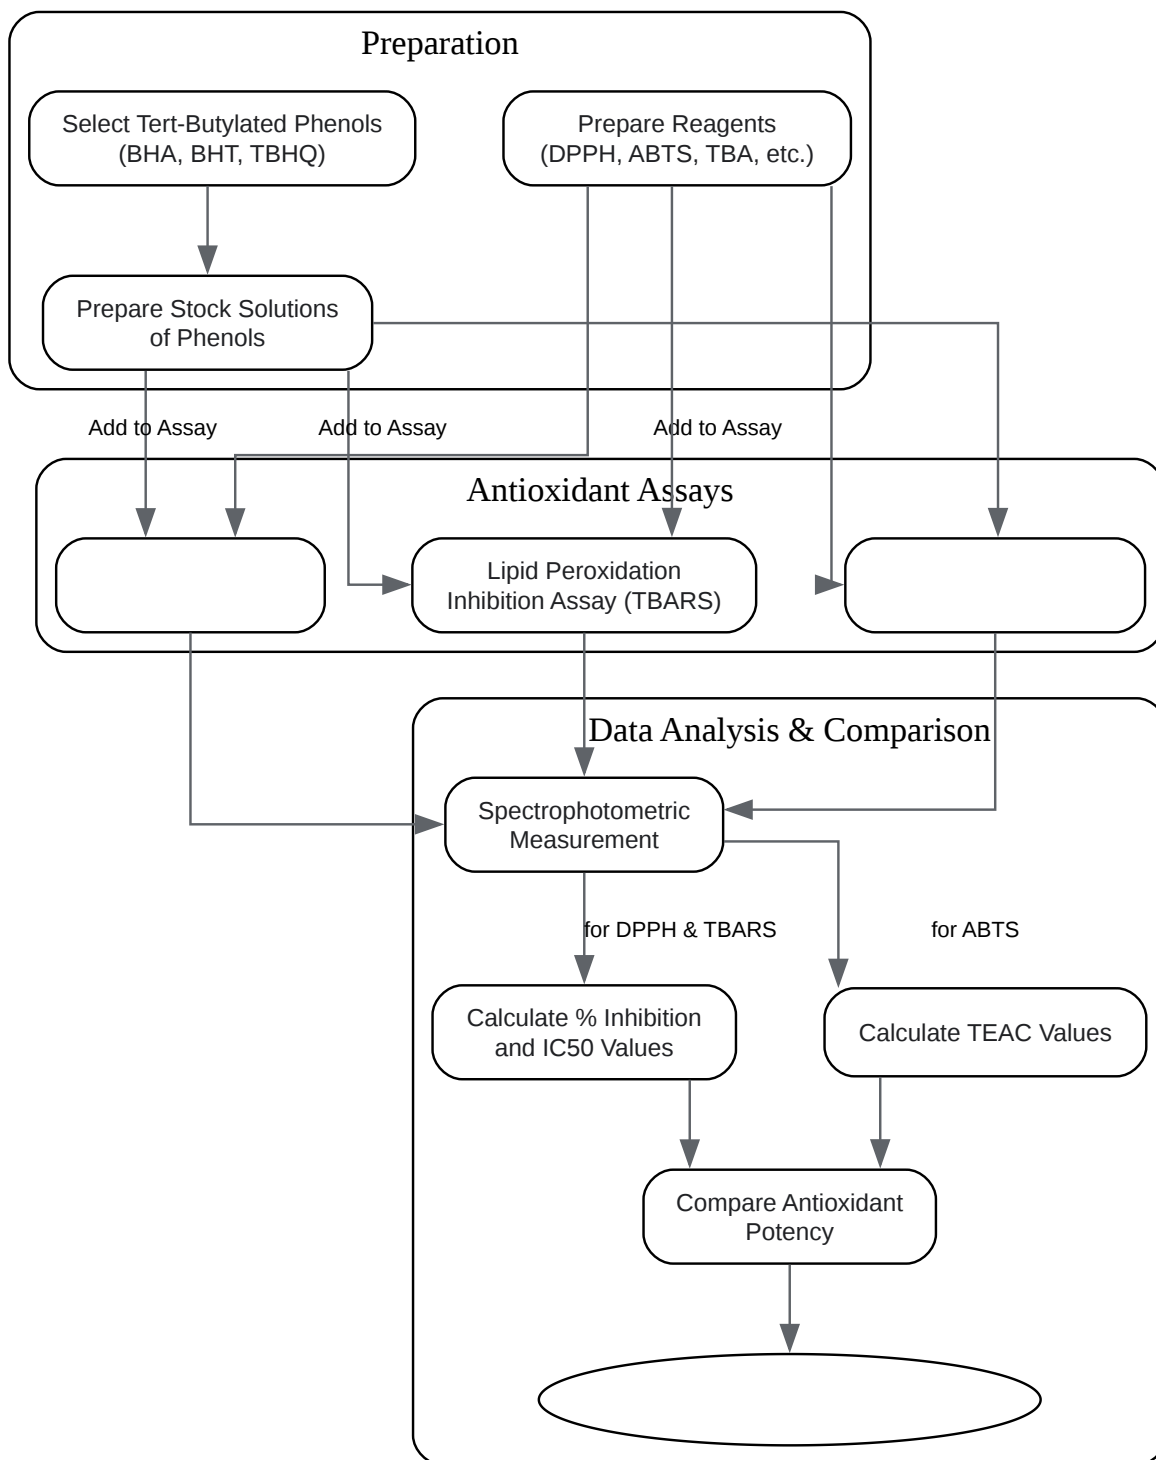 Preparation
Select Tert-Butylated Phenols
(BHA, BHT, TBHQ)
Prepare Reagents
(DPPH, ABTS, TBA, etc.)
Prepare Stock Solutions
of Phenols
Add to Assay
Add to Assay
Add to Assay
Antioxidant Assays
Lipid Peroxidation
Inhibition Assay (TBARS)
Data Analysis & Comparison
Spectrophotometric
Measurement
for DPPH & TBARS
for ABTS
Calculate % Inhibition
and IC50 Values
Calculate TEAC Values
Compare Antioxidant
Potency